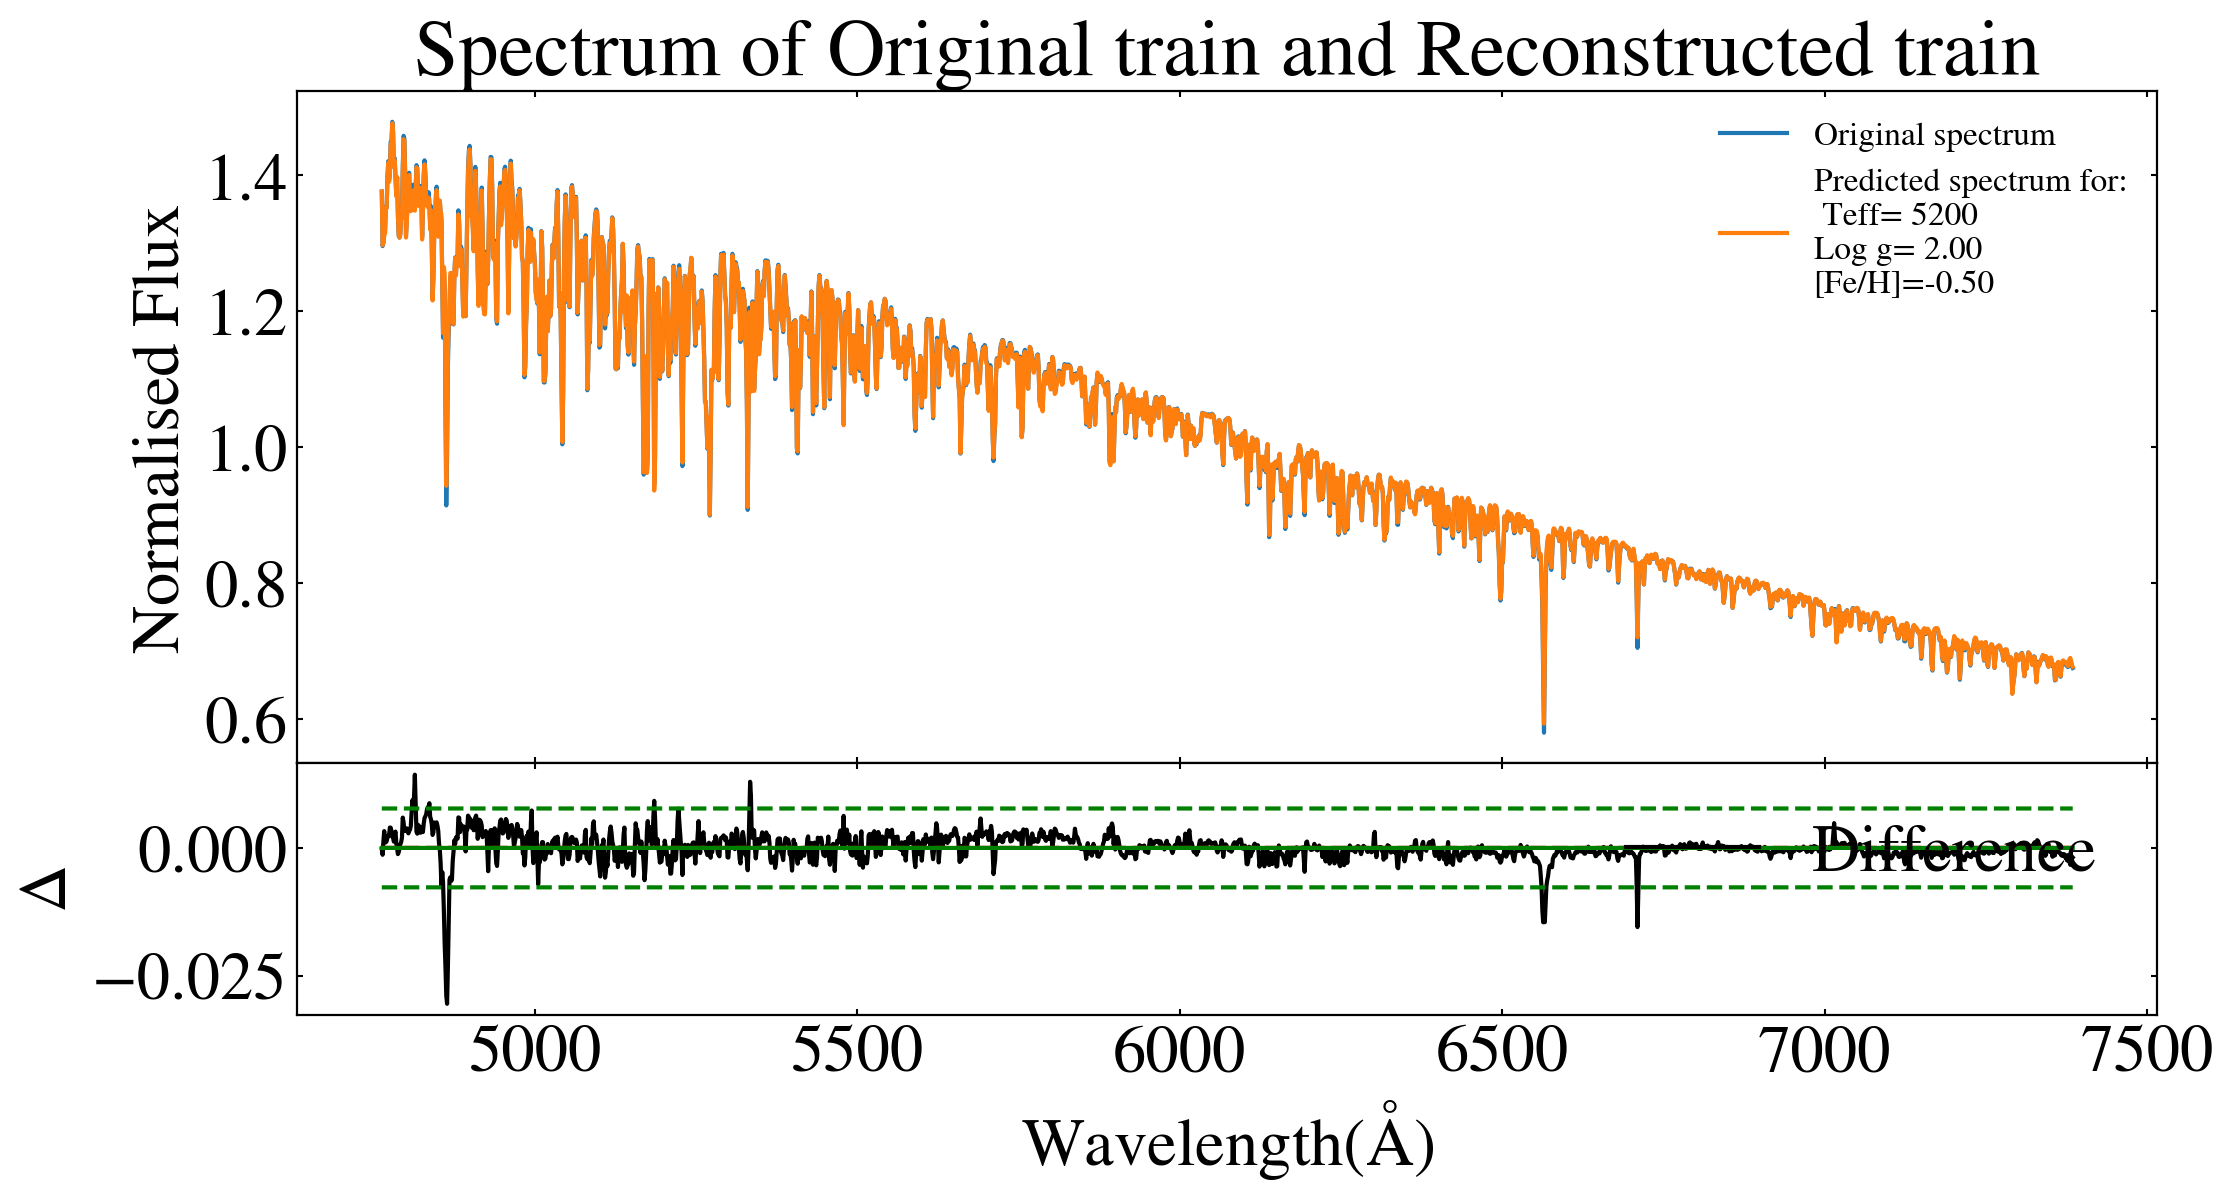 Spectrum of Original train and Reconstructed train
Normalised Flux
1.4
1.2
1.0
0.8
0.6
Original spectrum
Predicted spectrum for:
Teff= 5200
Log g= 2.00
[Fe/H]=-0.50
Δ
0.000
−0.025
Difference
5000 5500 6000 6500 7000 7500
Wavelength(Å)